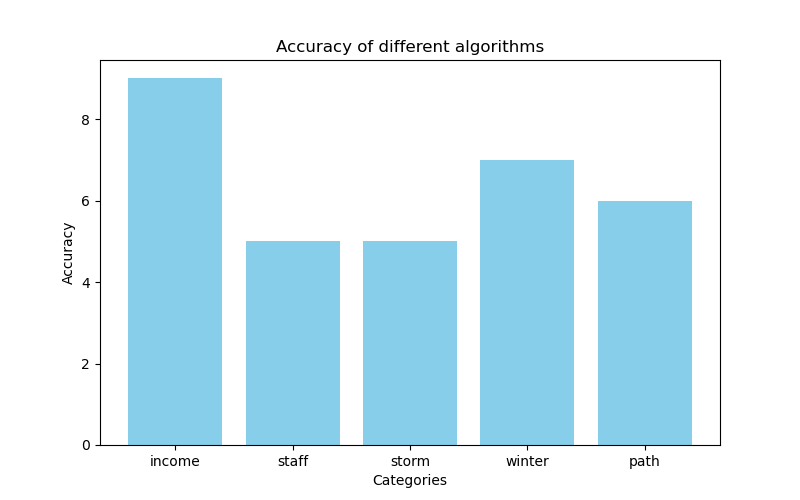 Accuracy of different algorithms
Accuracy
8
6
4
2
0
income staff storm winter path
Categories